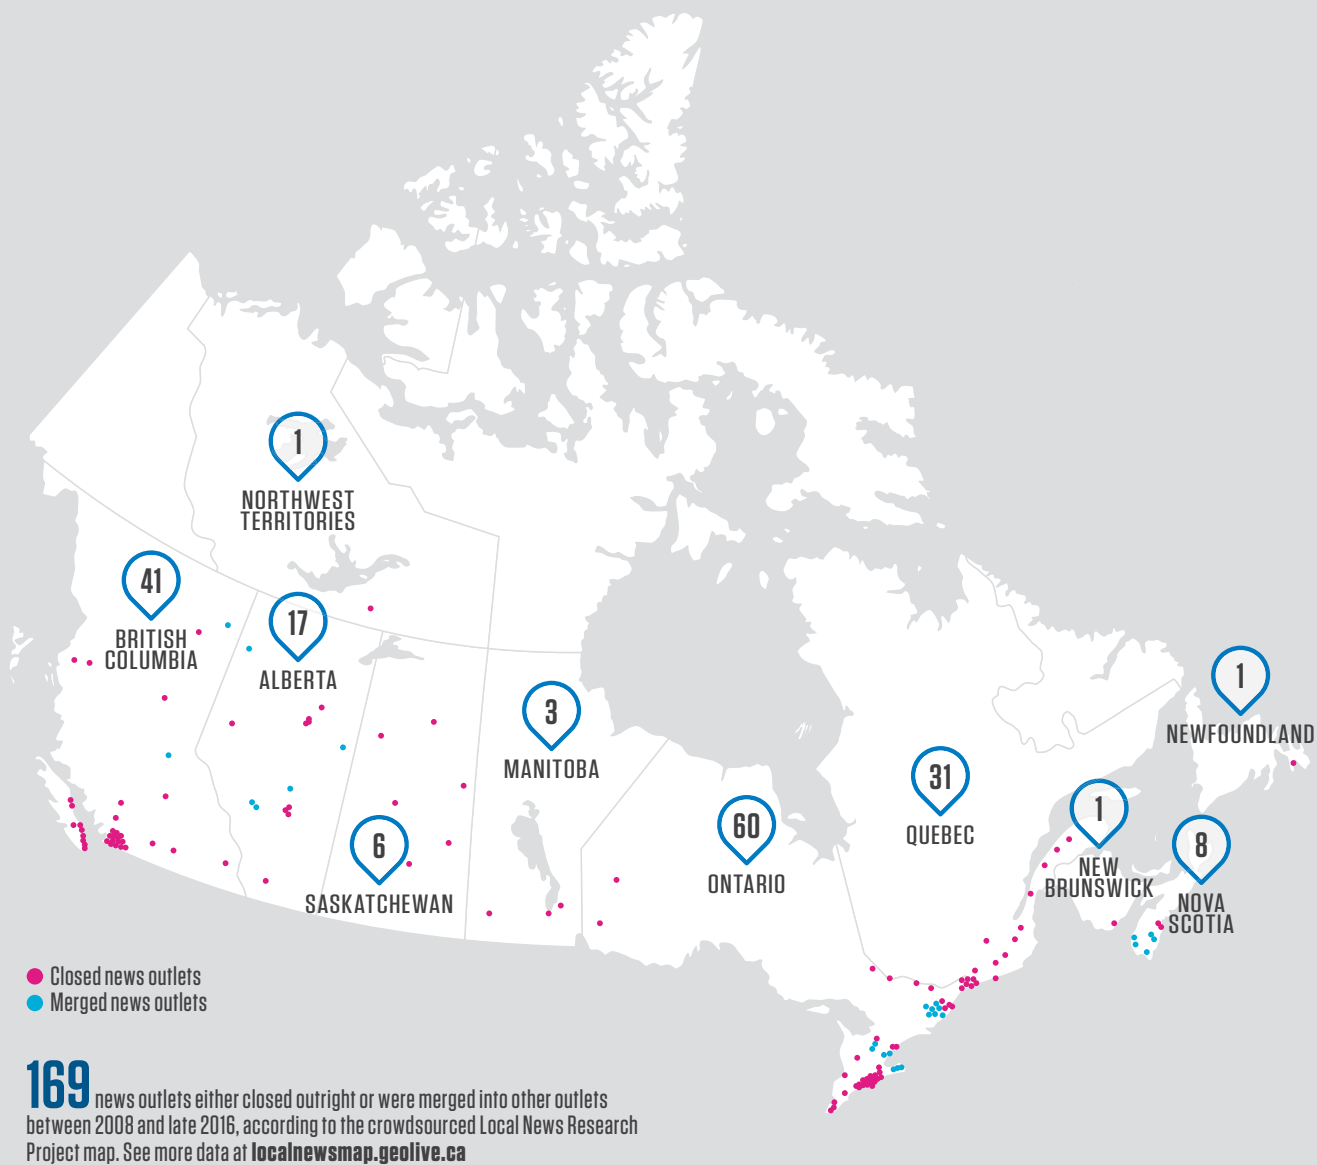 1
NORTHWEST
TERRITORIES
41
BRITISH
COLUMBIA
17
ALBERTA
1
NEWFOUNDLAND
3
MANITOBA
31
QUEBEC
1
NEW
BRUNSWICK
60
ONTARIO
6
SASKATCHEWAN
8
NOVA
SCOTIA
Closed news outlets
Merged news outlets
169 news outlets either closed outright or were merged into other outlets
between 2008 and late 2016, according to the crowdsourced Local News Research
Project map. See more data at localnewsmap.geolive.ca